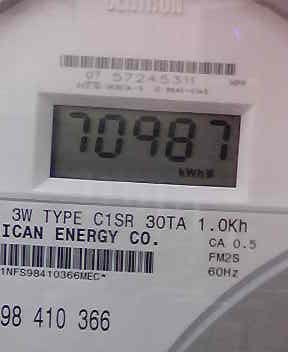 CENTRON
07 57245311
70987
kWh
3W TYPE C1SR 30TA 1.0Kh
ICAN ENERGY CO.
CA 0.5
FM2S
60Hz
1NFS98410366MEC*
98 410 366